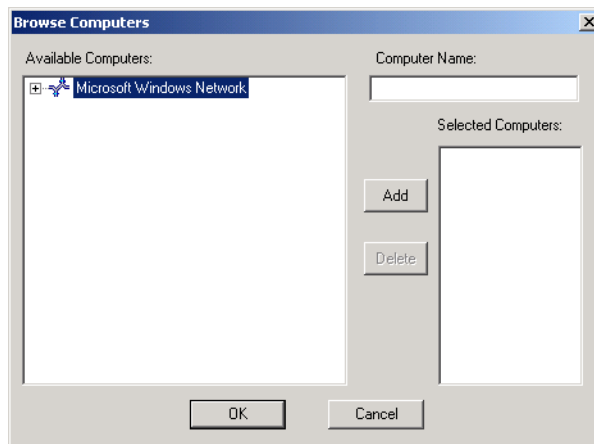 Browse Computers
Available Computers:
Computer Name:
Microsoft Windows Network
Selected Computers:
Add
Delete
OK
Cancel